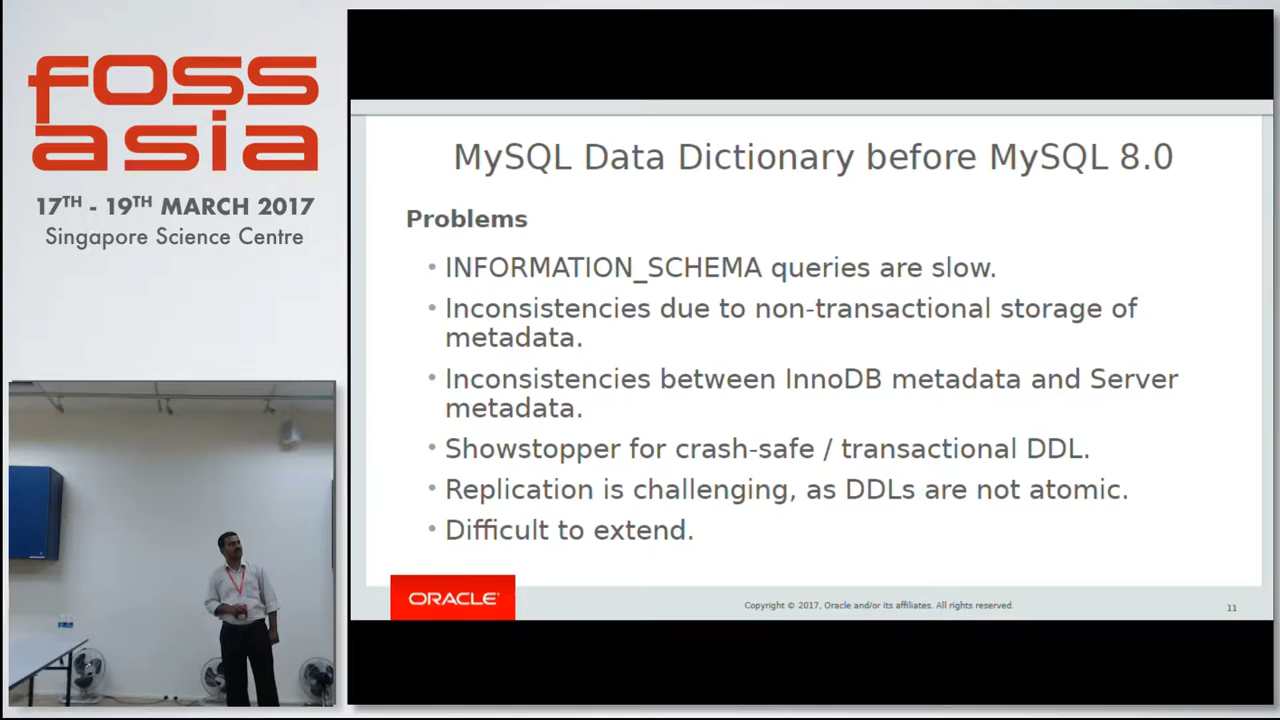 foss
asia
17TH - 19TH MARCH 2017
Singapore Science Centre
MySQL Data Dictionary before MySQL 8.0
Problems
• INFORMATION_SCHEMA queries are slow.
• Inconsistencies due to non-transactional storage of
metadata.
• Inconsistencies between InnoDB metadata and Server
metadata.
• Showstopper for crash-safe / transactional DDL.
• Replication is challenging, as DDLs are not atomic.
• Difficult to extend.
ORACLE
Copyright © 2017, Oracle and/or its affiliates. All rights reserved.
11